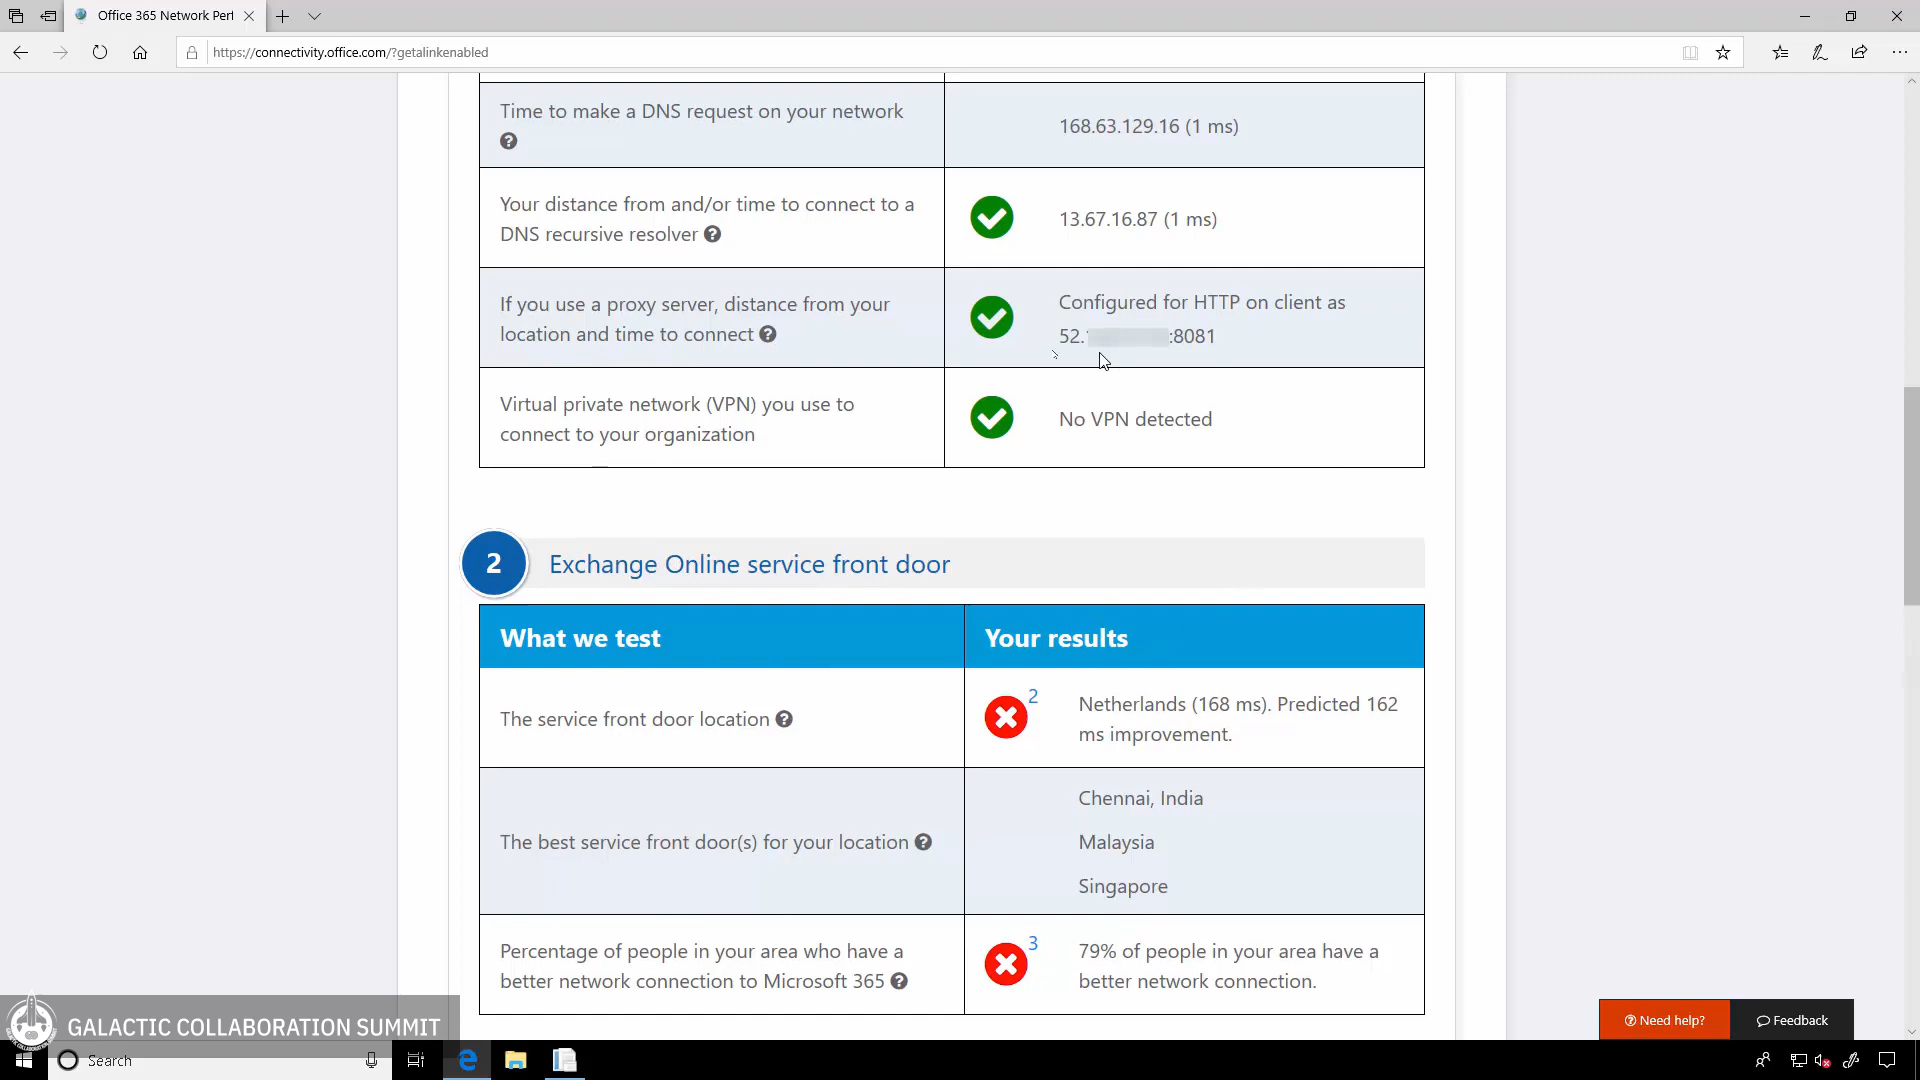 Office 365 Network Perf
https://connectivity.office.com/?getalinkenabled
Time to make a DNS request on your network
168.63.129.16 (1 ms)
Your distance from and/or time to connect to a
DNS recursive resolver
13.67.16.87 (1 ms)
If you use a proxy server, distance from your
location and time to connect
Configured for HTTP on client as
52. :8081
Virtual private network (VPN) you use to
connect to your organization
No VPN detected
2
Exchange Online service front door
What we test
Your results
The service front door location
2
Netherlands (168 ms). Predicted 162
ms improvement.
The best service front door(s) for your location
Chennai, India
Malaysia
Singapore
Percentage of people in your area who have a
better network connection to Microsoft 365
3
79% of people in your area have a
better network connection.
Need help?
Feedback
GALACTIC COLLABORATION SUMMIT
Search